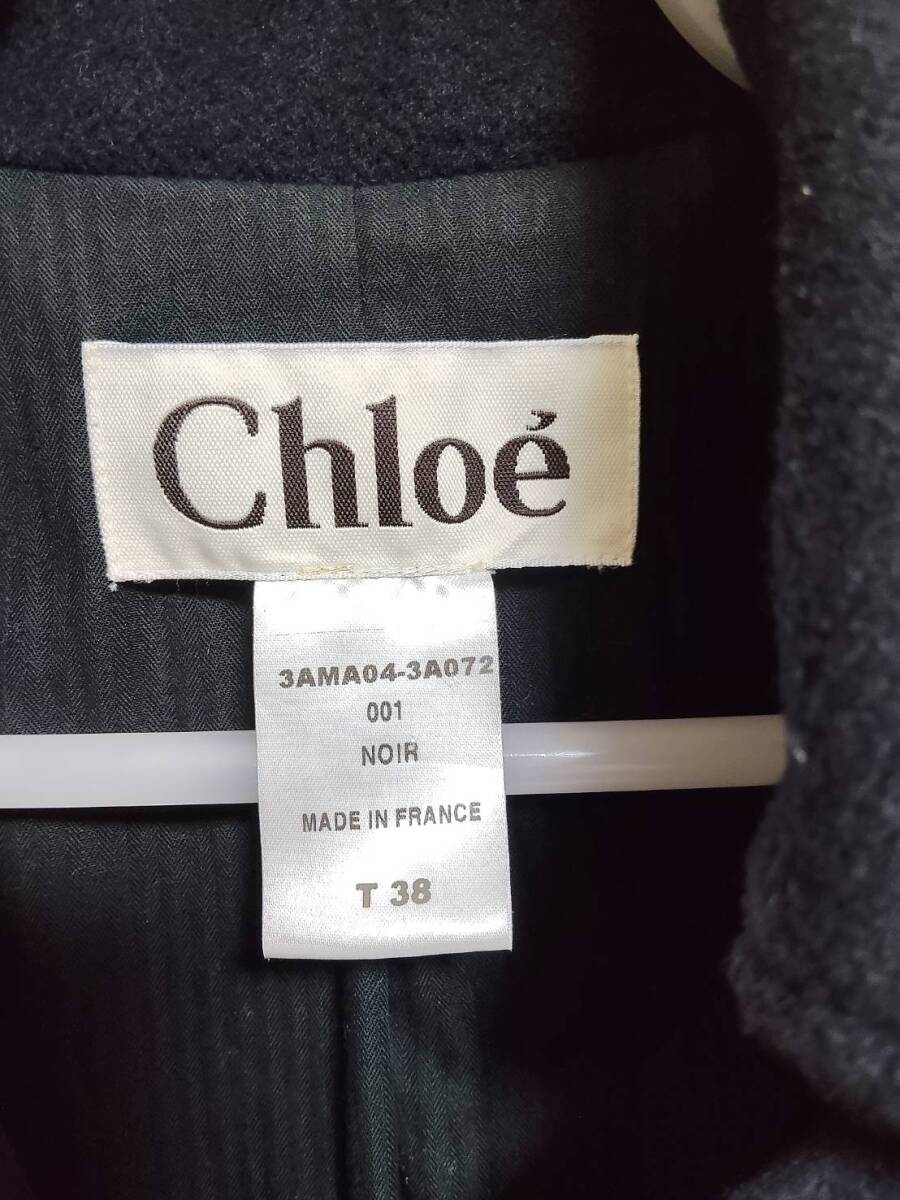 Chloé
3AMA04-3A072
001
NOIR
MADE IN FRANCE
T 38